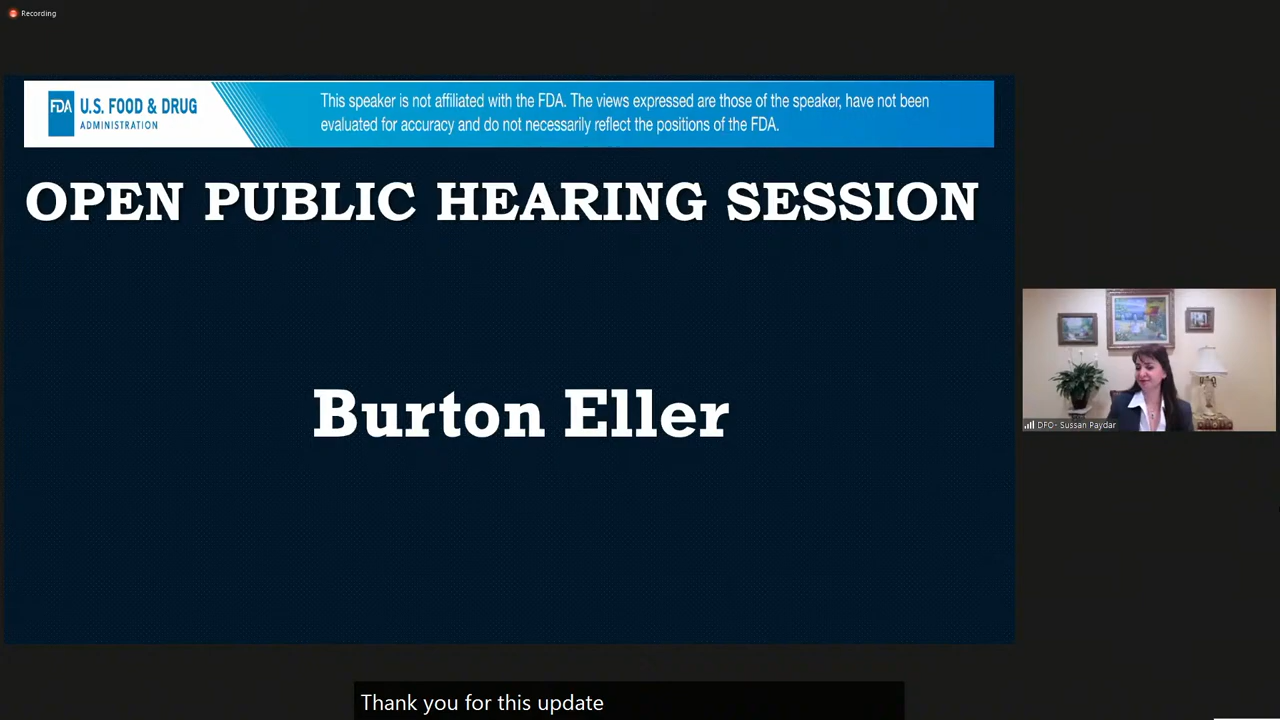 Recording
FDA
U.S. FOOD & DRUG
ADMINISTRATION
This speaker is not affiliated with the FDA. The views expressed are those of the speaker, have not been
evaluated for accuracy and do not necessarily reflect the positions of the FDA.
OPEN PUBLIC HEARING SESSION
Burton Eller
DFO- Sussan Paydar
Thank you for this update